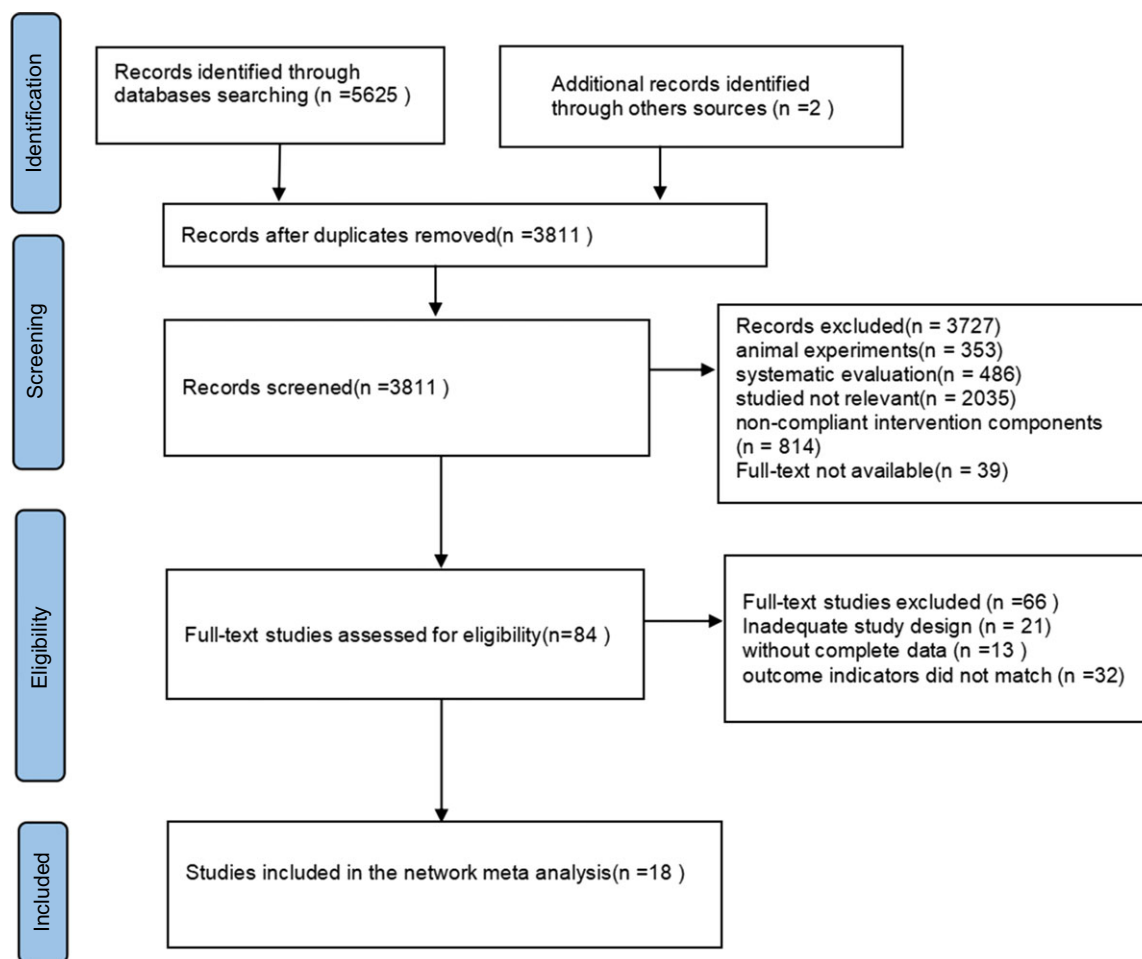 Identification
Records identified through
databases searching (n =5625 )
Additional records identified
through others sources (n =2 )
Records after duplicates removed(n =3811 )
Screening
Records screened(n =3811 )
Records excluded(n = 3727)
animal experiments(n = 353)
systematic evaluation(n = 486)
studied not relevant(n = 2035)
non-compliant intervention components
(n = 814)
Full-text not available(n = 39)
Eligibility
Full-text studies assessed for eligibility(n=84 )
Full-text studies excluded (n =66 )
Inadequate study design (n = 21)
without complete data (n =13 )
outcome indicators did not match (n =32)
Included
Studies included in the network meta analysis(n =18 )